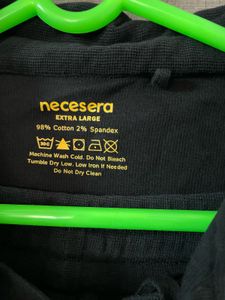 necesera
EXTRA LARGE
98% Cotton 2% Spandex
Machine Wash Cold. Do Not Bleach
Tumble Dry Low. Low Iron If Needed
Do Not Dry Clean